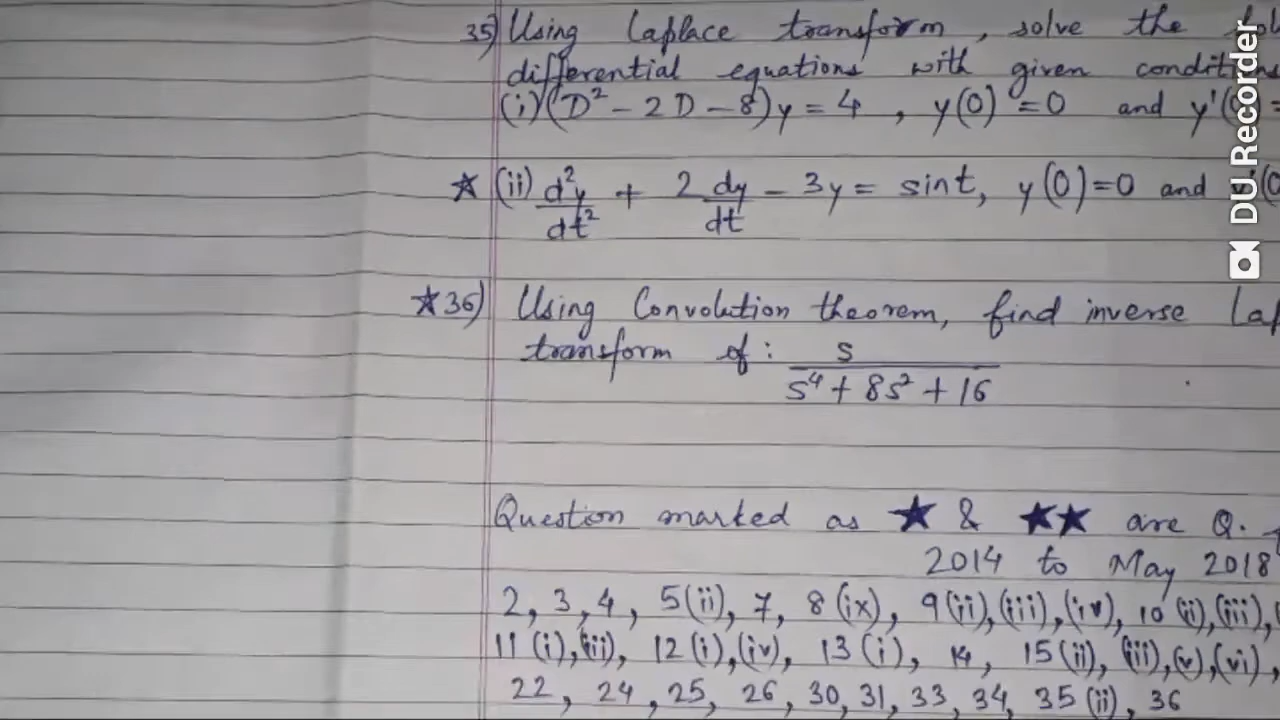 35) Using Laplace transform, solve the
differential equations with given conditions
(i) (D² - 2D - 8)y = 4 , y(0) = 0 and y'(0) =
★ (ii) d²y/dt² + 2 dy/dt - 3y = sint, y(0)=0 and y'(0
★36) Using Convolution theorem, find inverse
transform of: s/(s⁴ + 8s² + 16)
Question marked as ★ & ★★ are Q.
2014 to May 2018
2, 3, 4, 5(ii), 7, 8(ix), 9(ii),(iii),(iv), 10(ii),(iii),
11(i),(iii), 12(i),(iv), 13(i), 14, 15(ii), (iii),(v),(vi),
22, 24, 25, 26, 30, 31, 33, 34, 35(ii), 36
DU Recorder